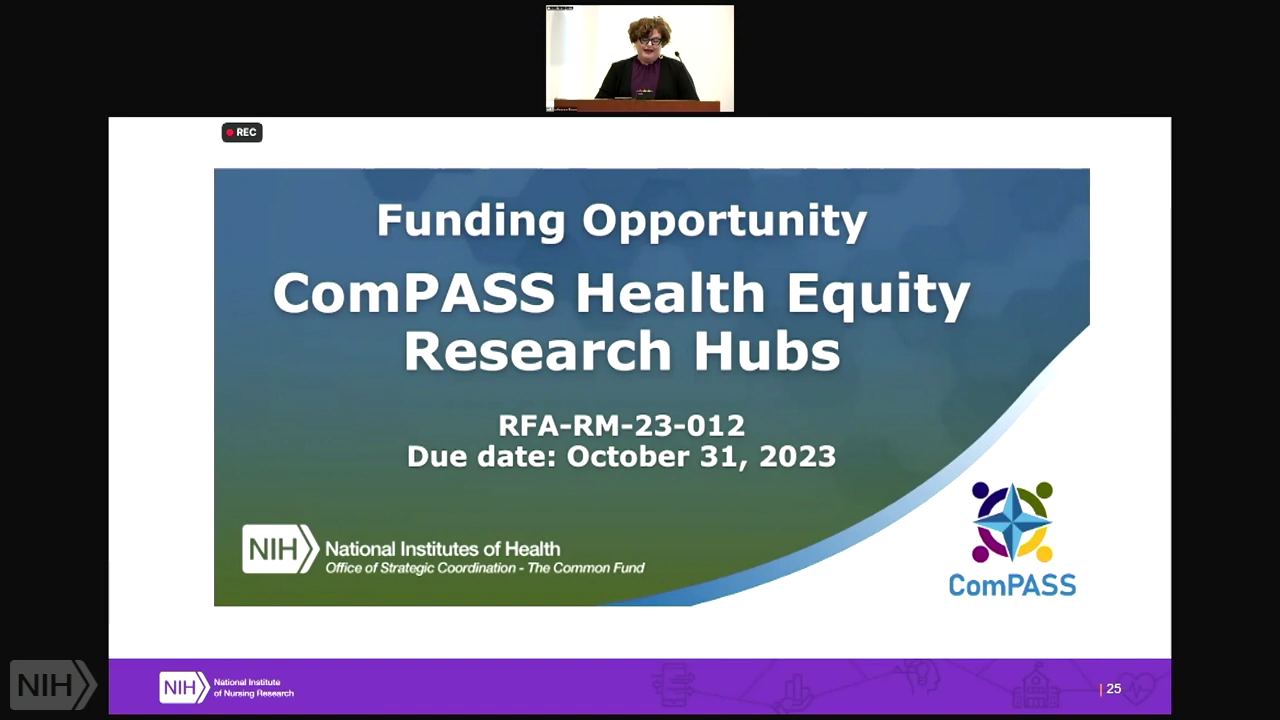 REC
Funding Opportunity
ComPASS Health Equity
Research Hubs
RFA-RM-23-012
Due date: October 31, 2023
NIH
National Institutes of Health
Office of Strategic Coordination - The Common Fund
ComPASS
NIH
NIH
National Institute
of Nursing Research
| 25